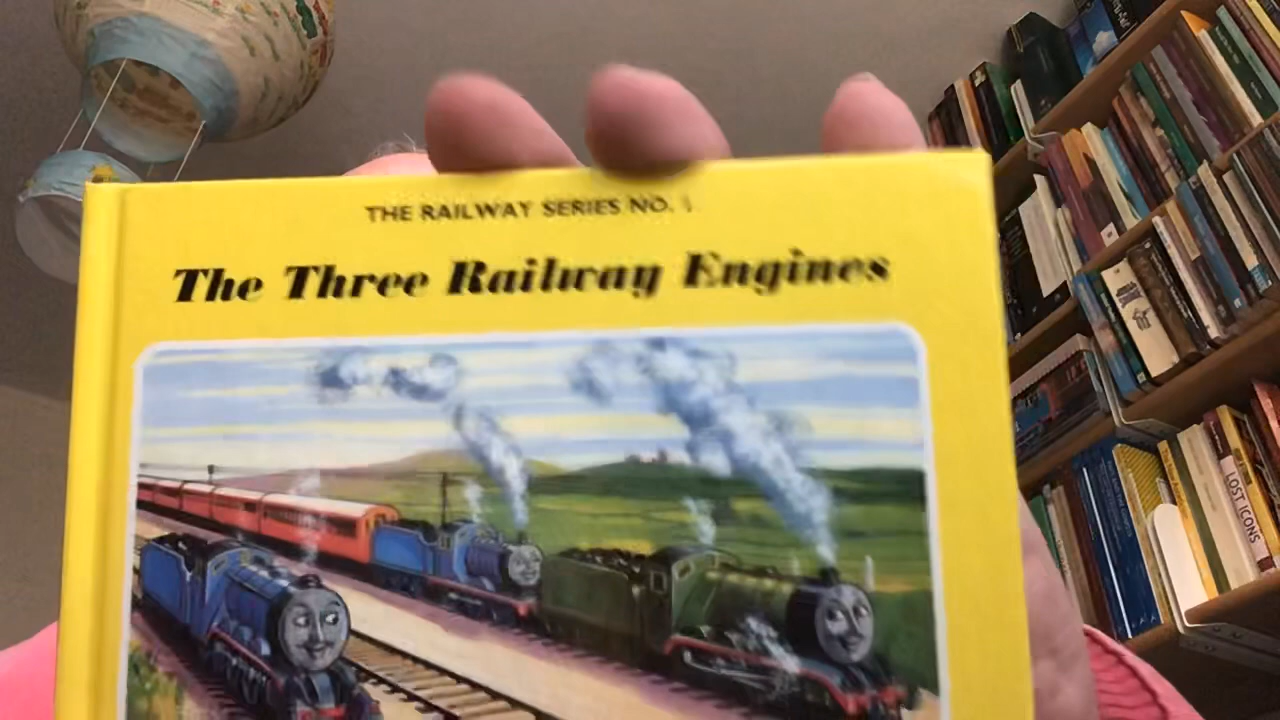 THE RAILWAY SERIES NO. 1
The Three Railway Engines
LOST ICONS